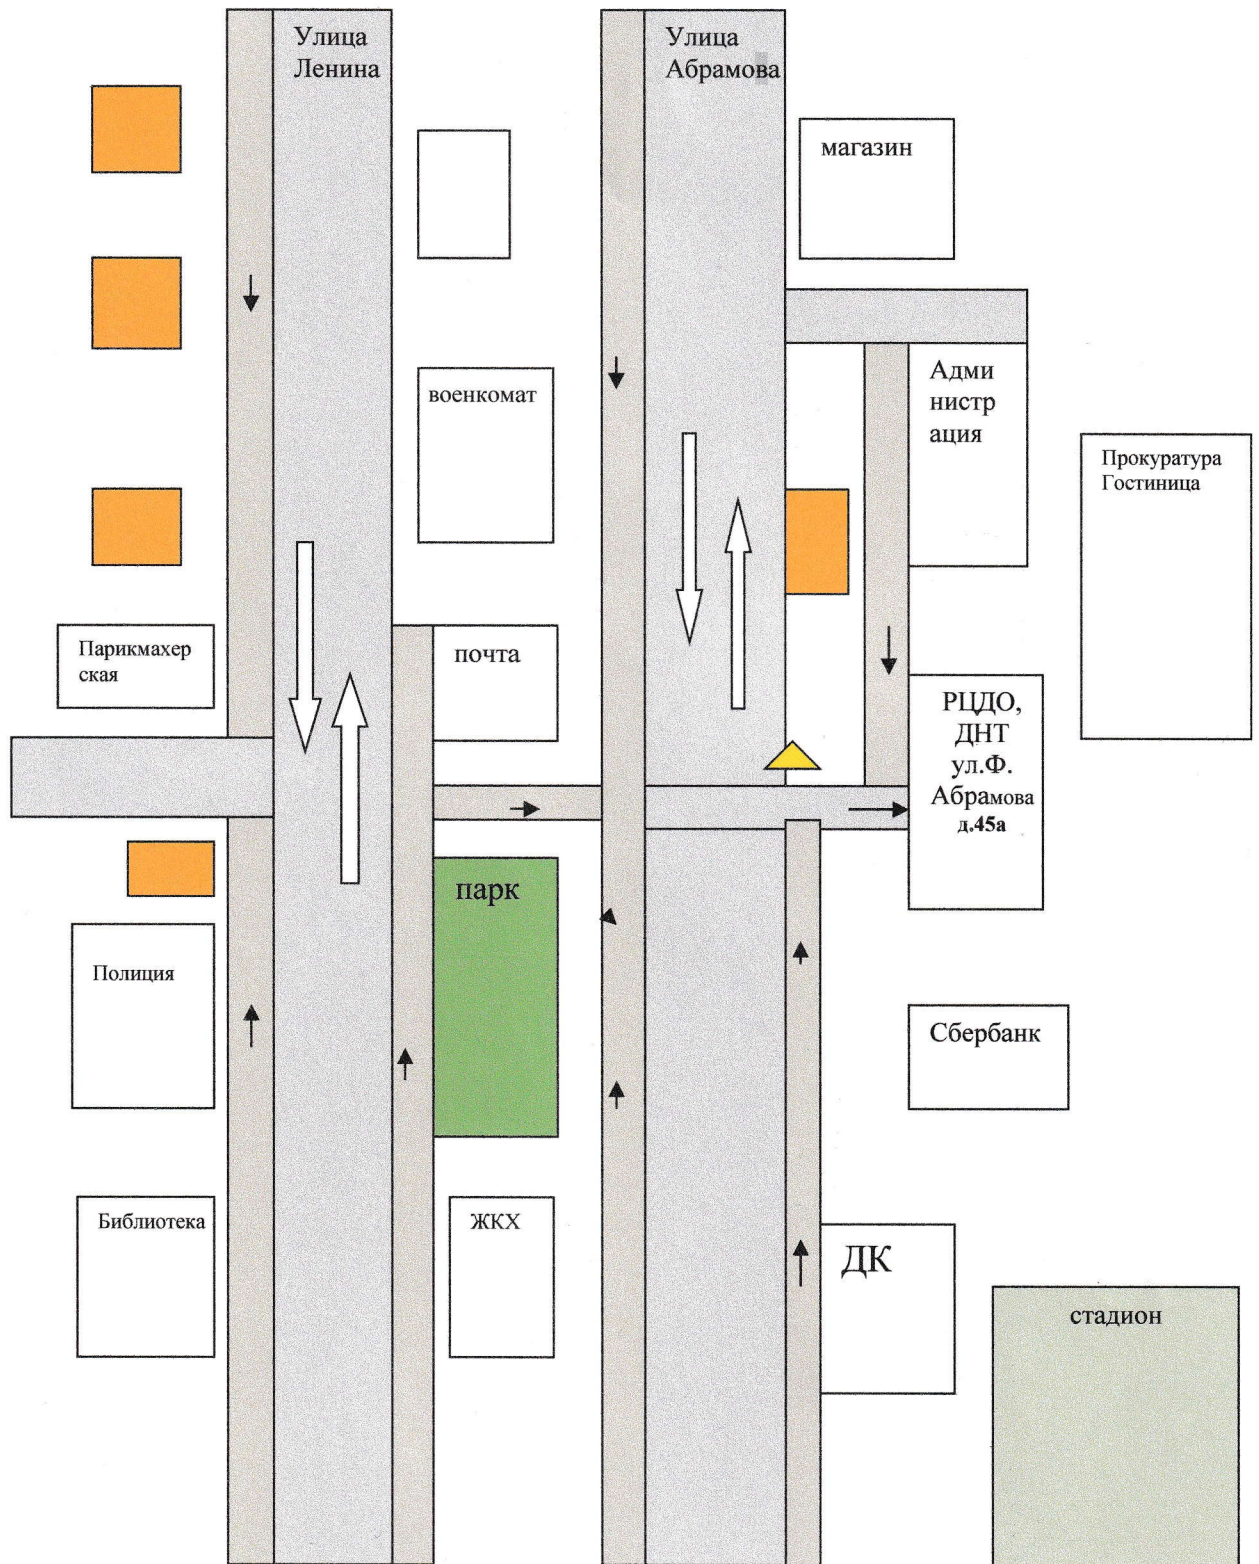 Улица
Ленина
Улица
Абрамова
магазин
военкомат
Адми
нистр
ация
Прокуратура
Гостиница
Парикмахер
ская
почта
РЦДО,
ДНТ
ул.Ф.
Абрамова
д.45а
парк
Полиция
Сбербанк
Библиотека
ЖКХ
ДК
стадион